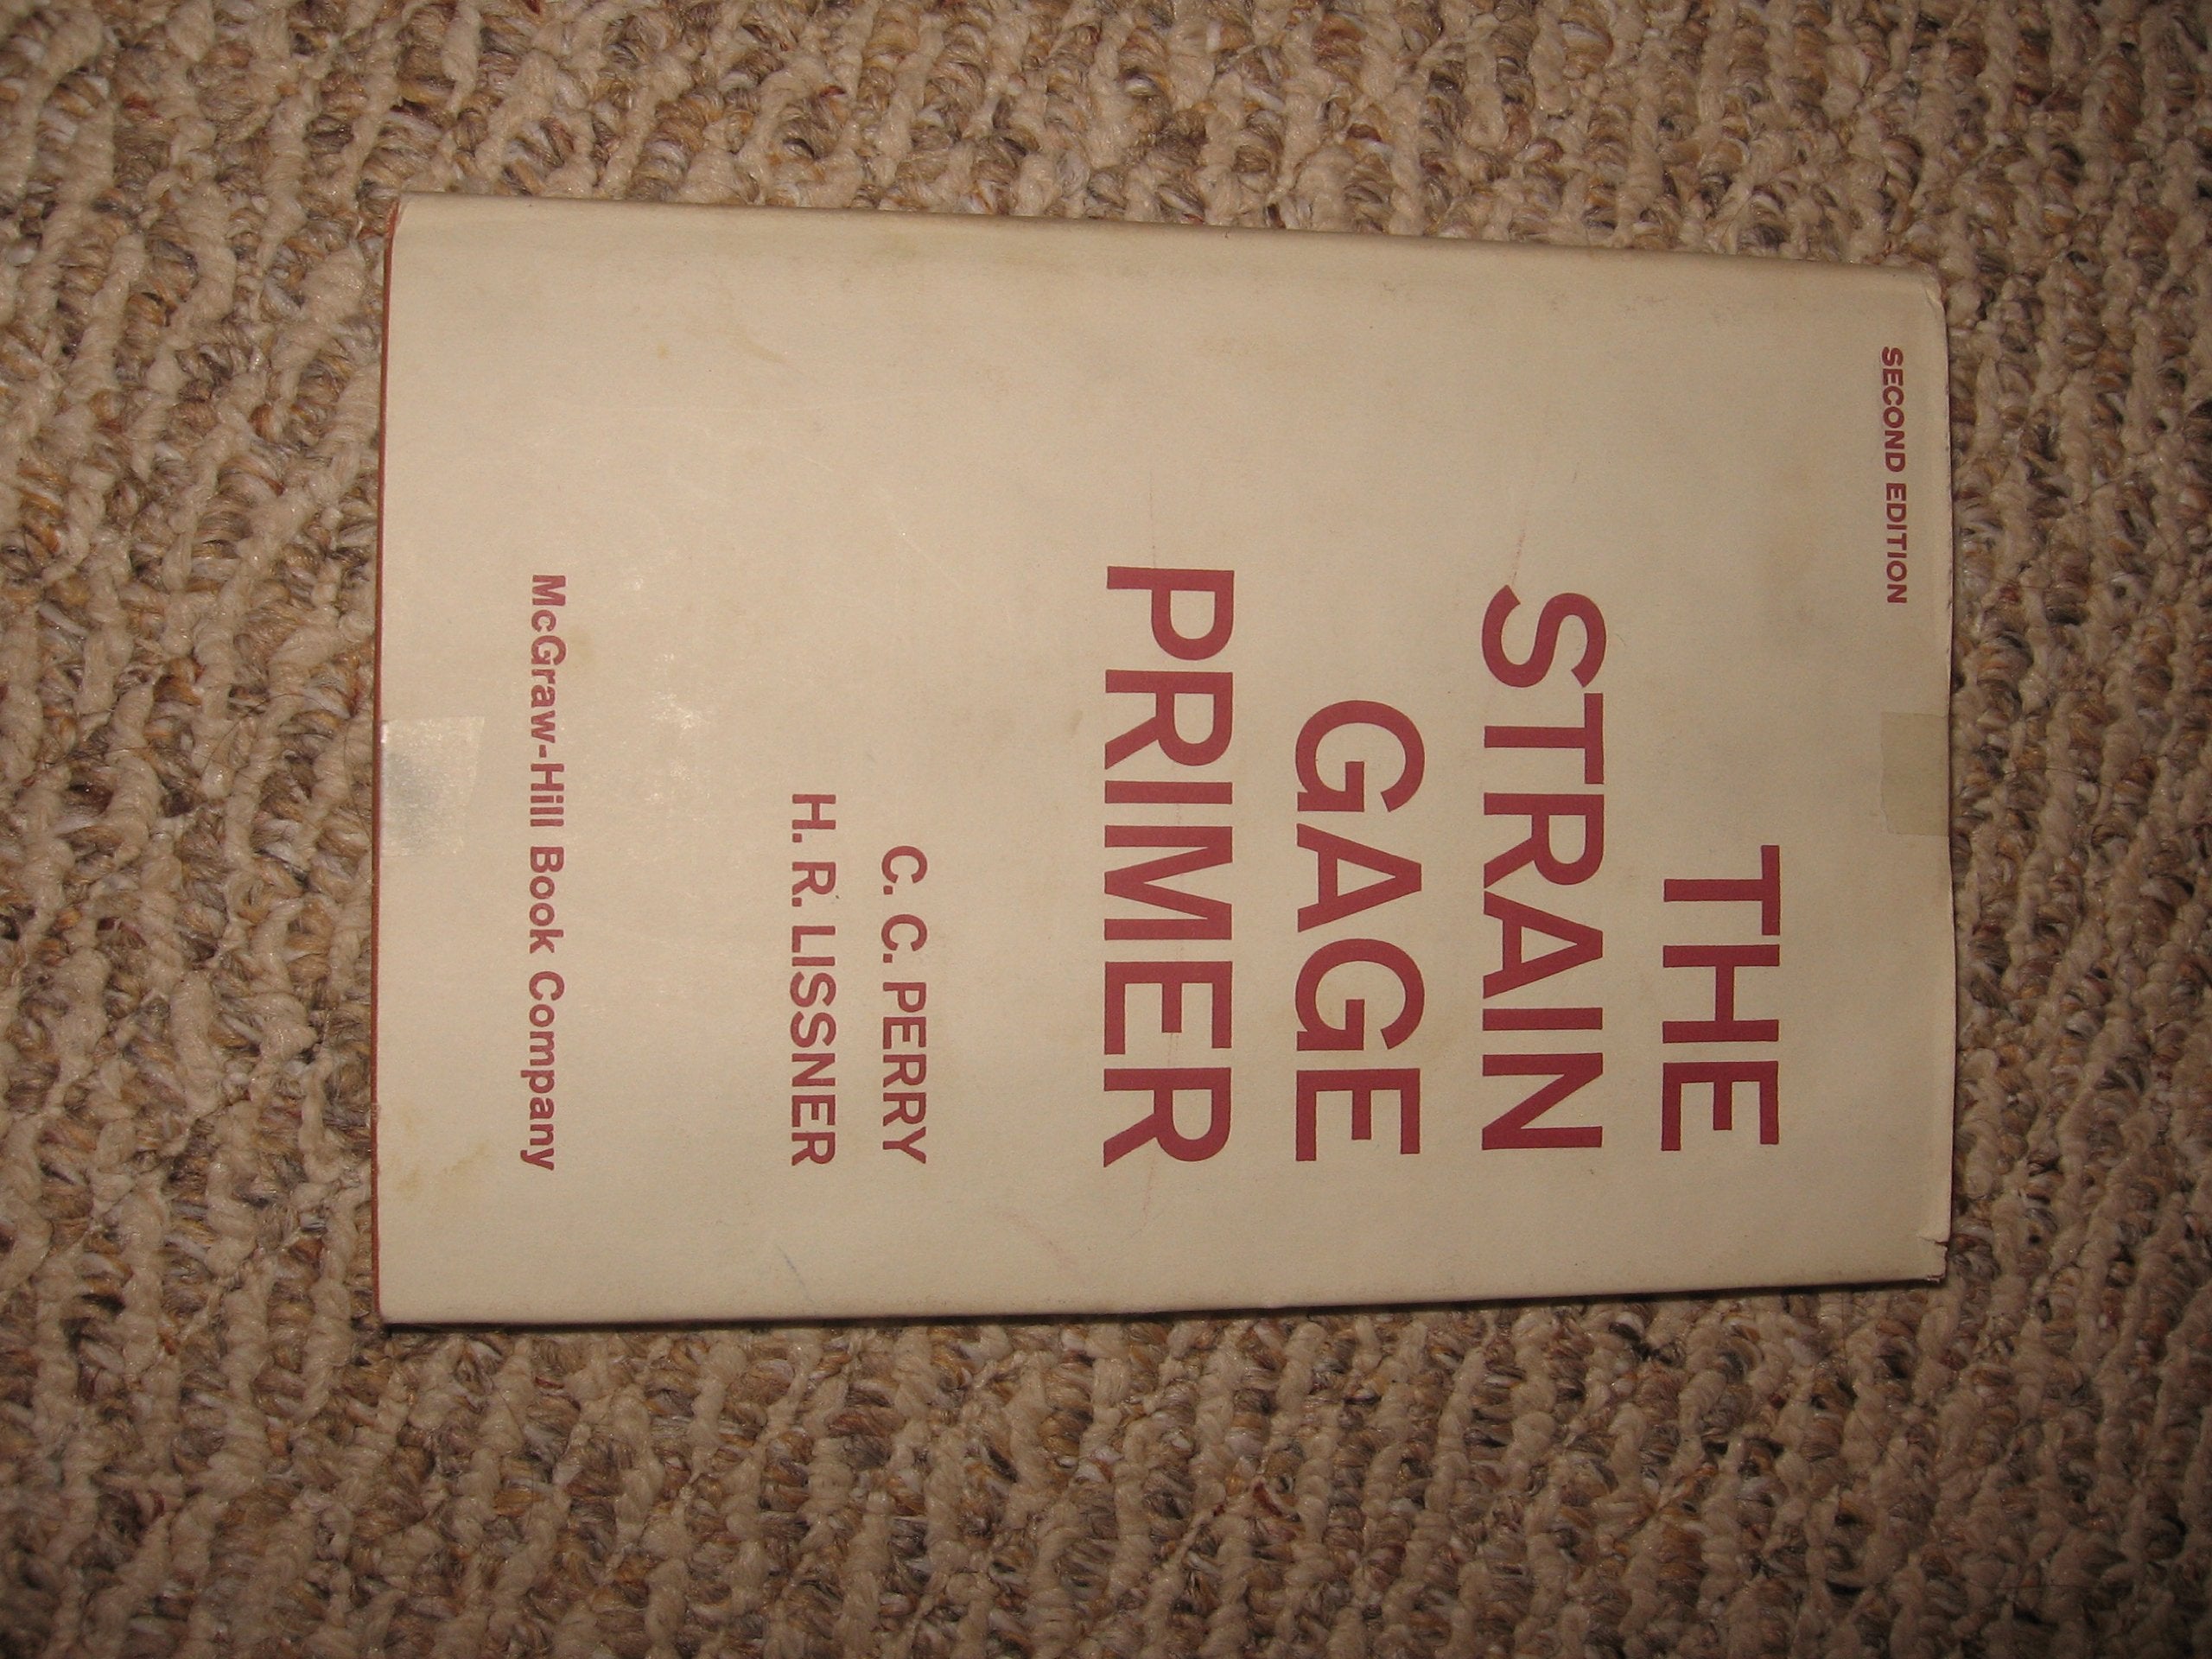 SECOND EDITION
THE
STRAIN
GAGE
PRIMER
C. C. PERRY
H. R. LISSNER
McGraw-Hill Book Company